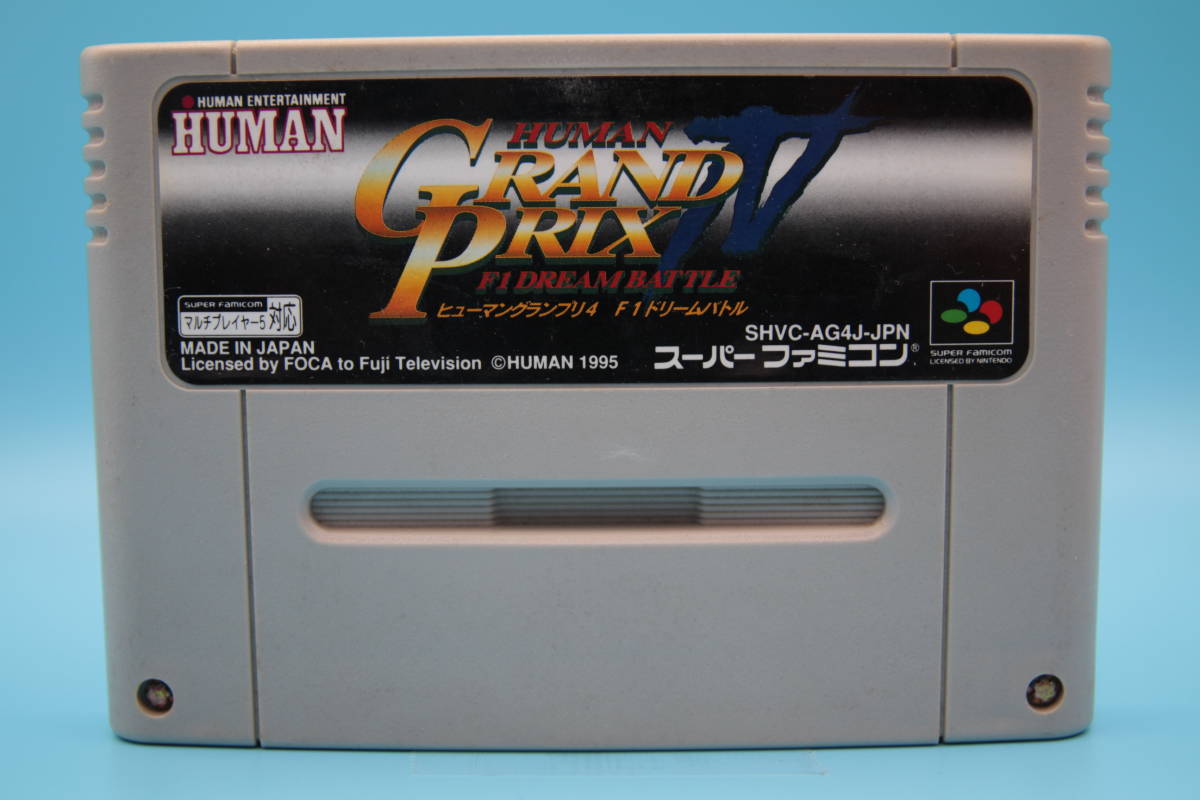 HUMAN ENTERTAINMENT
HUMAN
HUMAN
GRAND
PRIX IV
F1 DREAM BATTLE
ヒューマングランプリ4 F1ドリームバトル
SUPER FAMICOM
マルチプレイヤー5 対応
MADE IN JAPAN
Licensed by FOCA to Fuji Television ©HUMAN 1995
SHVC-AG4J-JPN
スーパーファミコン®
SUPER FAMICOM
LICENSED BY NINTENDO